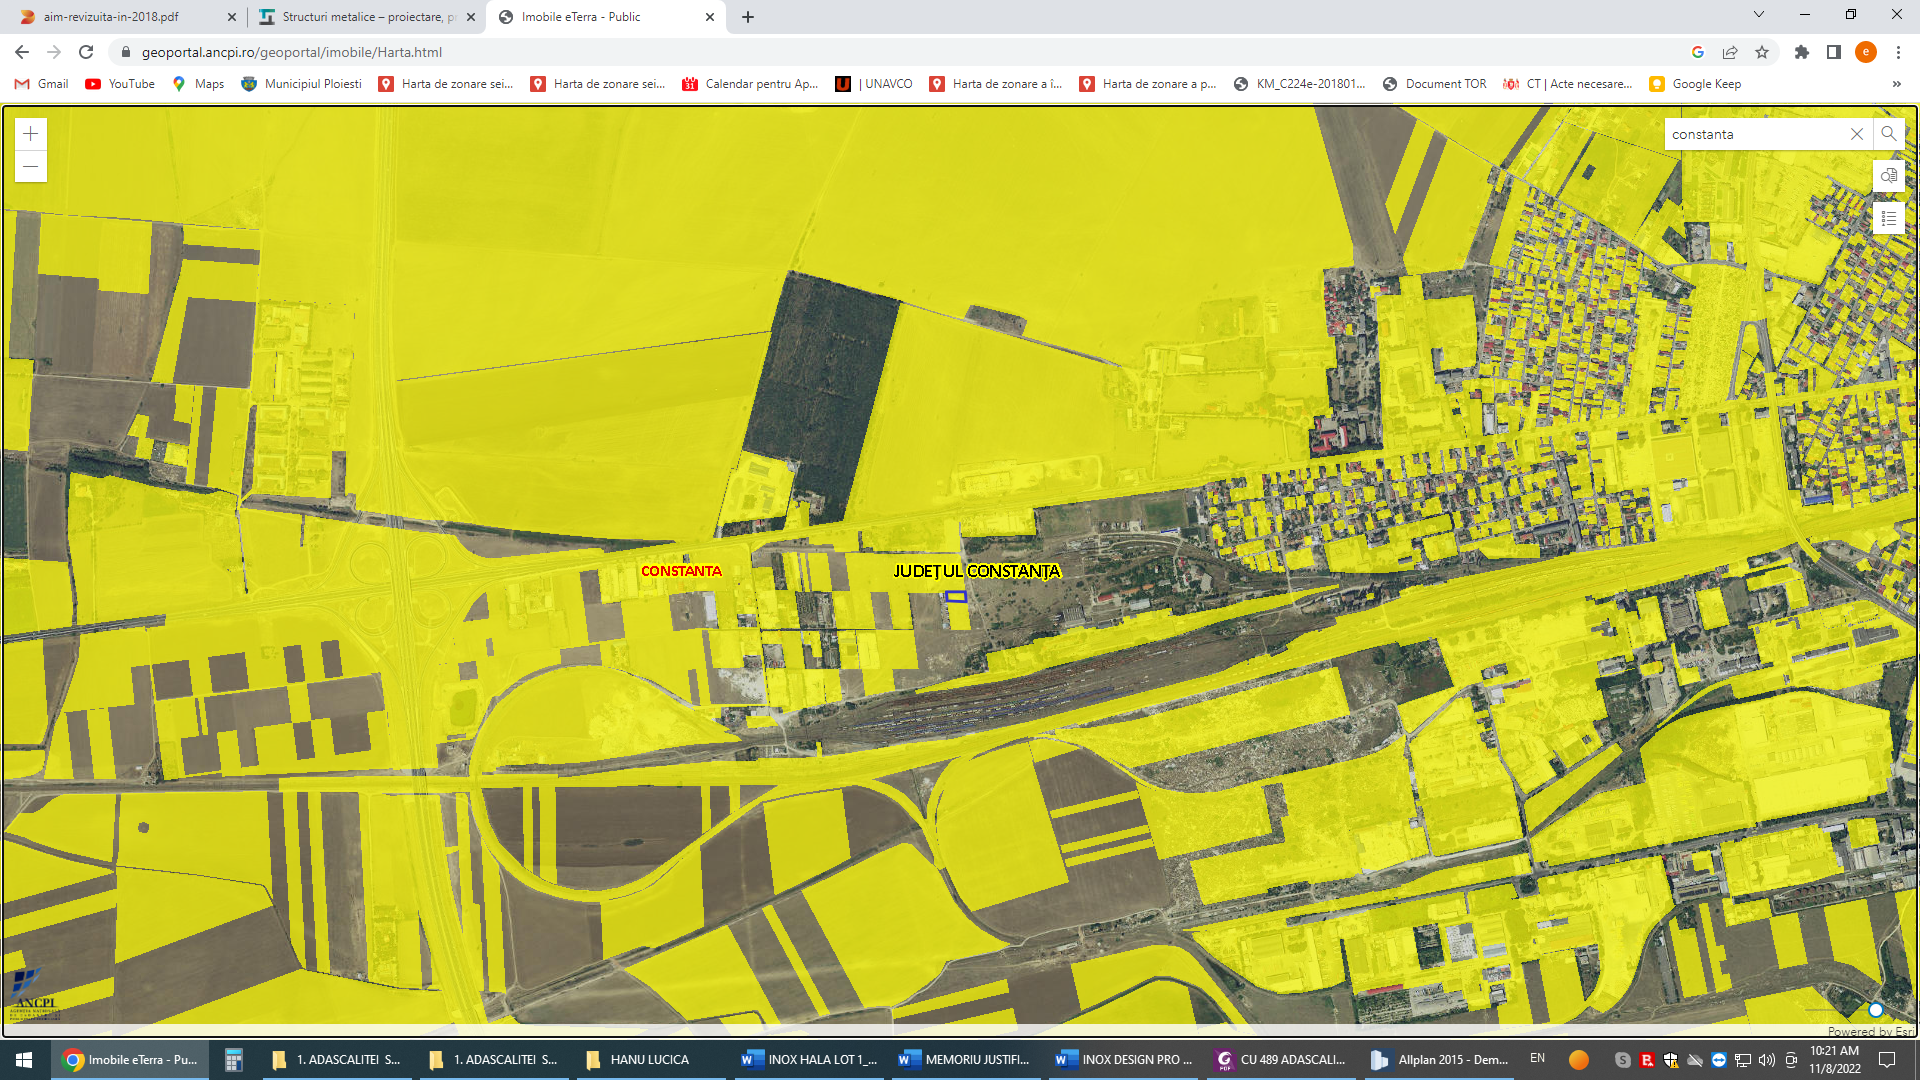 aim-revizuita-in-2018.pdf
Structuri metalice – proiectare, pr
Imobile eTerra - Public
geoportal.ancpi.ro/geoportal/imobile/Harta.html
e
Gmail
YouTube
Maps
Municipiul Ploiesti
Harta de zonare sei...
Harta de zonare sei...
Calendar pentru Ap...
| UNAVCO
Harta de zonare a î...
Harta de zonare a p...
KM_C224e-201801...
Document TOR
CT | Acte necesare...
Google Keep
»
constanta
CONSTANTA
JUDEȚUL CONSTANȚA
ANCPI
Powered by Esri
Imobile eTerra - Pu...
1. ADASCALITEI S...
1. ADASCALITEI S...
HANU LUCICA
INOX HALA LOT 1_...
MEMORIU JUSTIFI...
INOX DESIGN PRO ...
CU 489 ADASCALI...
Allplan 2015 - Dem...
EN
10:21 AM
11/8/2022